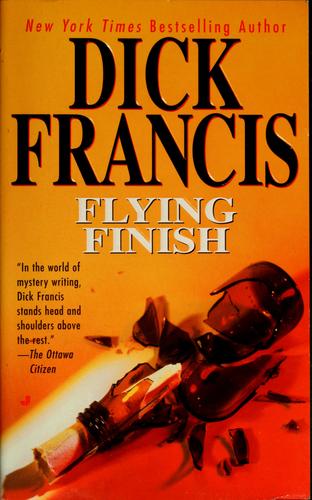 New York Times Bestselling Author
DICK
FRANCIS
FLYING
FINISH
"In the world of
mystery writing,
Dick Francis
stands head and
shoulders above
the rest."
—The Ottawa
Citizen
J